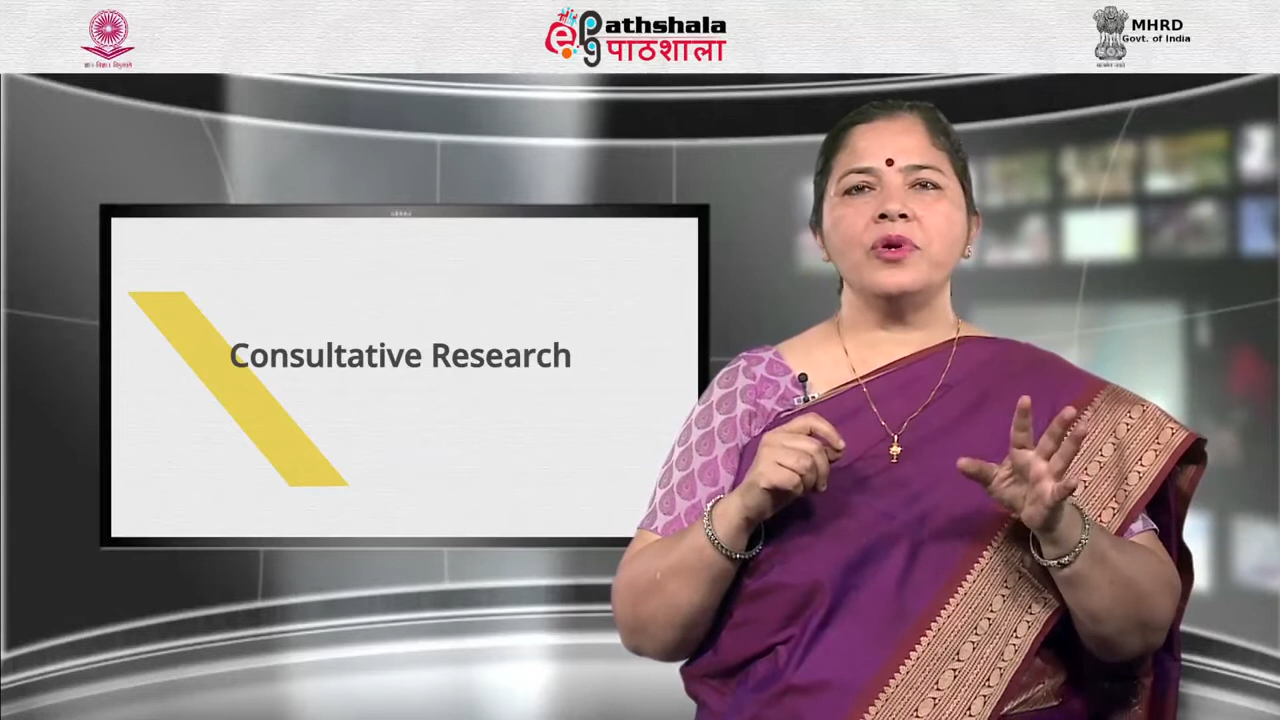 athshala
पाठशाला
MHRD
Govt. of India
Consultative Research